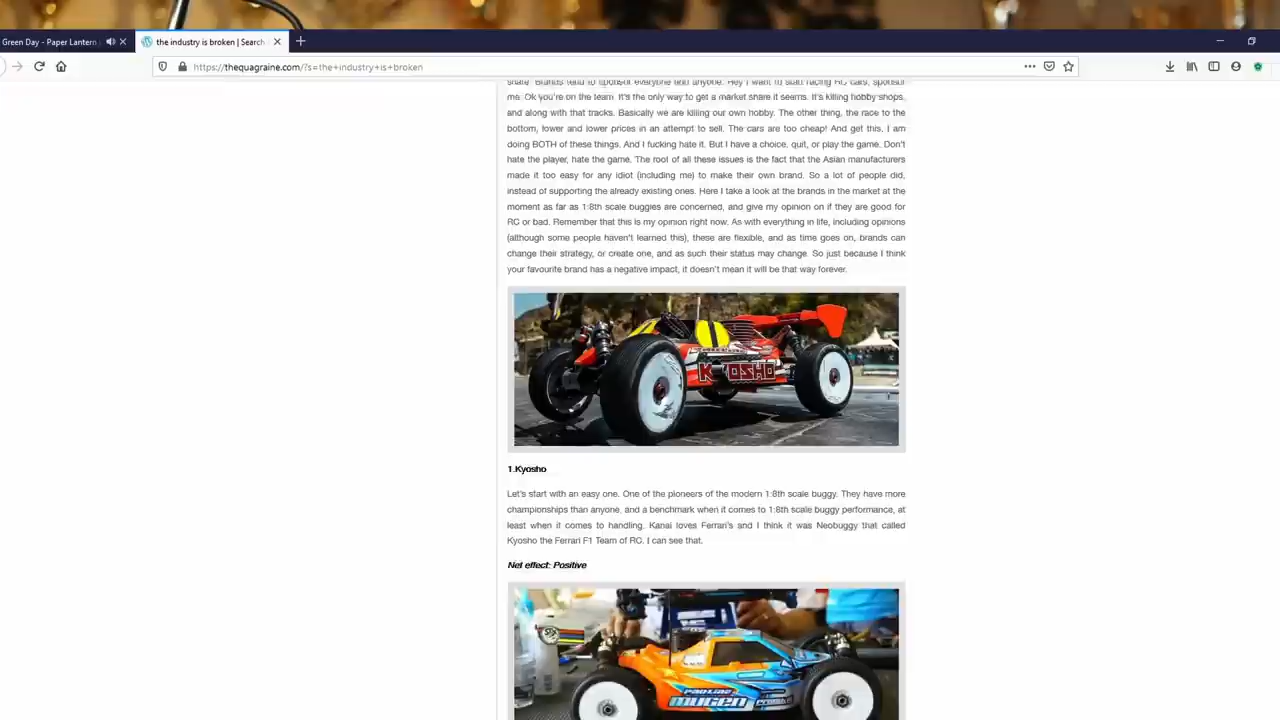 Green Day - Paper Lantern
the industry is broken | Search
https://thequagraine.com/?s=the+industry+is+broken
share. Brands tend to sponsor everyone and anyone. Hey I want to start racing RC cars, sponsor
me. Ok you're on the team. It's the only way to get a market share it seems. It's killing hobby shops,
and along with that tracks. Basically we are killing our own hobby. The other thing, the race to the
bottom, lower and lower prices in an attempt to sell. The cars are too cheap! And get this. I am
doing BOTH of these things. And I fucking hate it. But I have a choice, quit, or play the game. Don't
hate the player, hate the game. The root of all these issues is the fact that the Asian manufacturers
made it too easy for any idiot (including me) to make their own brand. So a lot of people did,
instead of supporting the already existing ones. Here I take a look at the brands in the market at the
moment as far as 1:8th scale buggies are concerned, and give my opinion on if they are good for
RC or bad. Remember that this is my opinion right now. As with everything in life, including opinions
(although some people haven't learned this), these are flexible, and as time goes on, brands can
change their strategy, or create one, and as such their status may change. So just because I think
your favourite brand has a negative impact, it doesn't mean it will be that way forever.
KYOSHO
1.Kyosho
Let's start with an easy one. One of the pioneers of the modern 1:8th scale buggy. They have more
championships than anyone, and a benchmark when it comes to 1:8th scale buggy performance, at
least when it comes to handling. Kanai loves Ferrari's and I think it was Neobuggy that called
Kyosho the Ferrari F1 Team of RC. I can see that.
Net effect: Positive
PRO-LINE
MUGEN